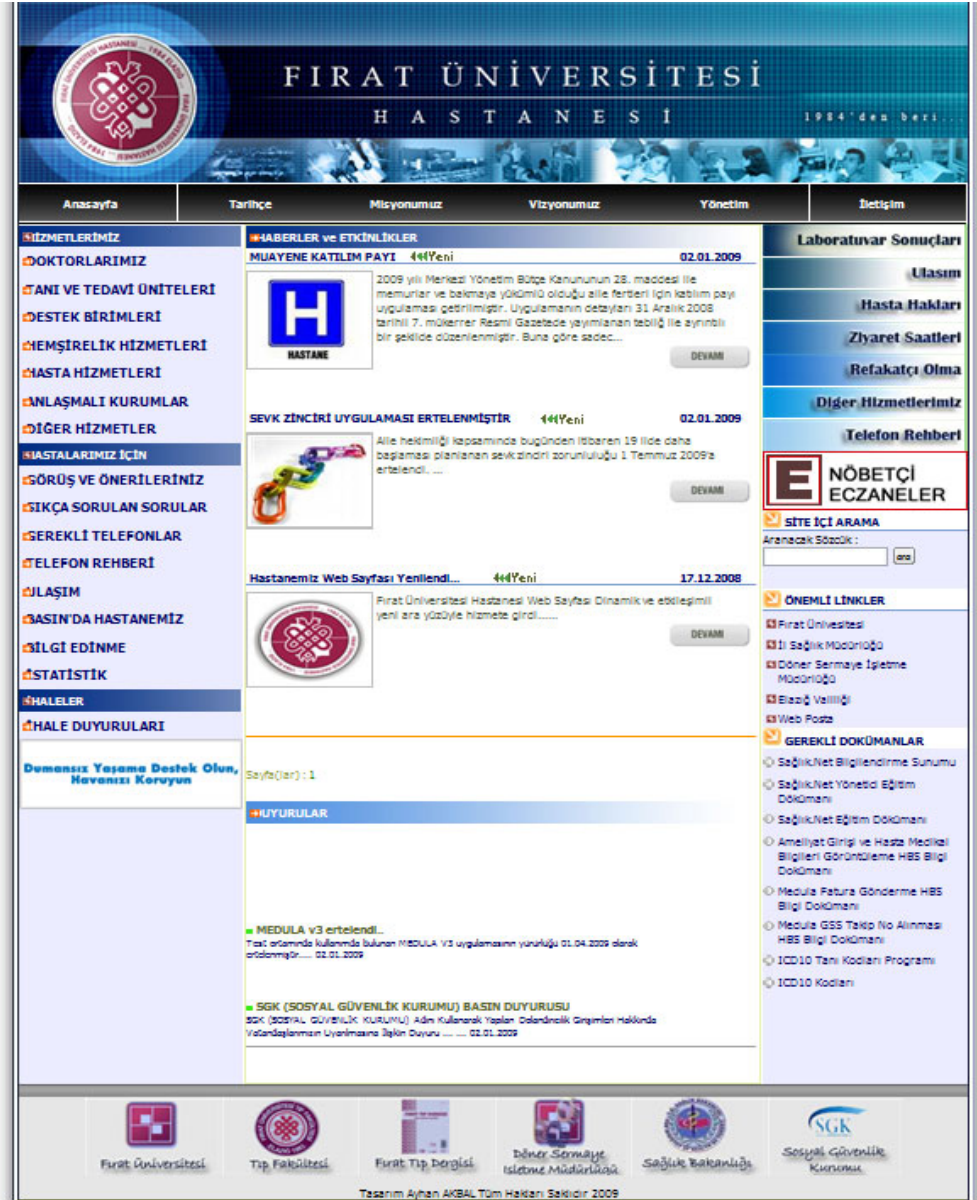 FIRAT ÜNİVERSİTESİ
HASTANESİ
1984'den beri...
Anasayfa
Tarihçe
Misyonumuz
Vizyonumuz
Yönetim
İletişim
HİZMETLERİMİZ
DOKTORLARIMIZ
TANI VE TEDAVİ ÜNİTELERİ
DESTEK BİRİMLERİ
HEMŞİRELİK HİZMETLERİ
HASTA HİZMETLERİ
ANLAŞMALI KURUMLAR
DİĞER HİZMETLER
HASTALARIMIZ İÇİN
GÖRÜŞ VE ÖNERİLERİNİZ
SIKÇA SORULAN SORULAR
GEREKLİ TELEFONLAR
TELEFON REHBERİ
ULAŞIM
BASIN'DA HASTANEMİZ
BİLGİ EDİNME
İSTATİSTİK
İHALELER
İHALE DUYURULARI
Dumansız Yaşama Destek Olun,
Havanızı Koruyun
HABERLER ve ETKİNLİKLER
MUAYENE KATILIM PAYI Yeni 02.01.2009
H
HASTANE
2009 yılı Merkezi Yönetim Bütçe Kanununun 28. maddesi ile
memurlar ve bakmaya yükümlü olduğu aile fertleri için katılım payı
uygulaması getirilmiştir. Uygulamanın detayları 31 Aralık 2008
tarihli 7. mükerrer Resmi Gazetede yayımlanan tebliğ ile ayrıntılı
bir şekilde düzenlenmiştir. Buna göre sadec...
DEVAMI
SEVK ZİNCİRİ UYGULAMASI ERTELENMİŞTİR Yeni 02.01.2009
Aile hekimliği kapsamında bugünden itibaren 19 ilde daha
başlaması planlanan sevk zinciri zorunluluğu 1 Temmuz 2009'a
ertelendi. ...
DEVAMI
Hastanemiz Web Sayfası Yenilendi... Yeni 17.12.2008
Fırat Üniversitesi Hastanesi Web Sayfası Dinamik ve etkileşimli
yeni ara yüzüyle hizmete girdi......
DEVAMI
Sayfa(lar) : 1
DUYURULAR
MEDULA v3 ertelendi..
Test ortamında kullanımda bulunan MEDULA V3 uygulamasının yürürlüğü 01.04.2009 olarak
ertelenmiştir..... 02.01.2009
SGK (SOSYAL GÜVENLİK KURUMU) BASIN DUYURUSU
SGK (SOSYAL GÜVENLİK KURUMU) Adını Kullanarak Yapılan Dolandırıcılık Girişimleri Hakkında
Vatandaşlarımızın Uyarılmasına İlişkin Duyuru .... .... 02.01.2009
Laboratuvar Sonuçları
Ulasım
Hasta Hakları
Ziyaret Saatleri
Refakatçı Olma
Diğer Hizmetlerimiz
Telefon Rehberi
E NÖBETÇİ
ECZANELER
SİTE İÇİ ARAMA
Aranacak Sözcük :
ara
ÖNEMLİ LİNKLER
Fırat Ünivesitesi
İl Sağlık Müdürlüğü
Döner Sermaye İşletme
Müdürlüğü
Elazığ Valiliği
Web Posta
GEREKLİ DOKÜMANLAR
Sağlık.Net Bilgilendirme Sunumu
Sağlık.Net Yönetici Eğitim
Dökümanı
Sağlık.Net Eğitim Dökümanı
Ameliyat Girişi ve Hasta Medikal
Bilgileri Görüntüleme HBS Bilgi
Dokümanı
Medula Fatura Gönderme HBS
Bilgi Dokümanı
Medula GSS Takip No Alınması
HBS Bilgi Dokümanı
ICD10 Tanı Kodları Programı
ICD10 Kodları
Fırat Üniversitesi
Tıp Fakültesi
Fırat Tıp Dergisi
Döner Sermaye
İsletme Müdürlüğü
Sağlık Bakanlığı
SGK
Sosyal Güvenlik
Kurumu
Tasarım Ayhan AKBAL Tüm Hakları Saklıdır 2009